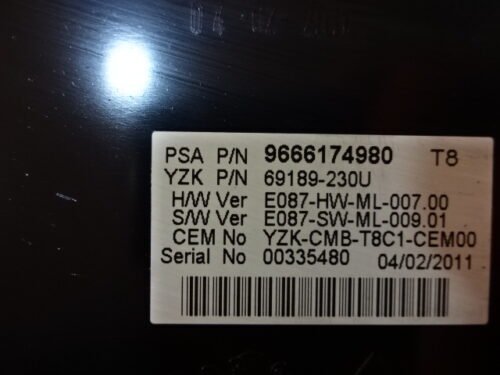 PSA P/N 9666174980 T8
YZK P/N 69189-230U
H/W Ver E087-HW-ML-007.00
S/W Ver E087-SW-ML-009.01
CEM No YZK-CMB-T8C1-CEM00
Serial No 00335480 04/02/2011